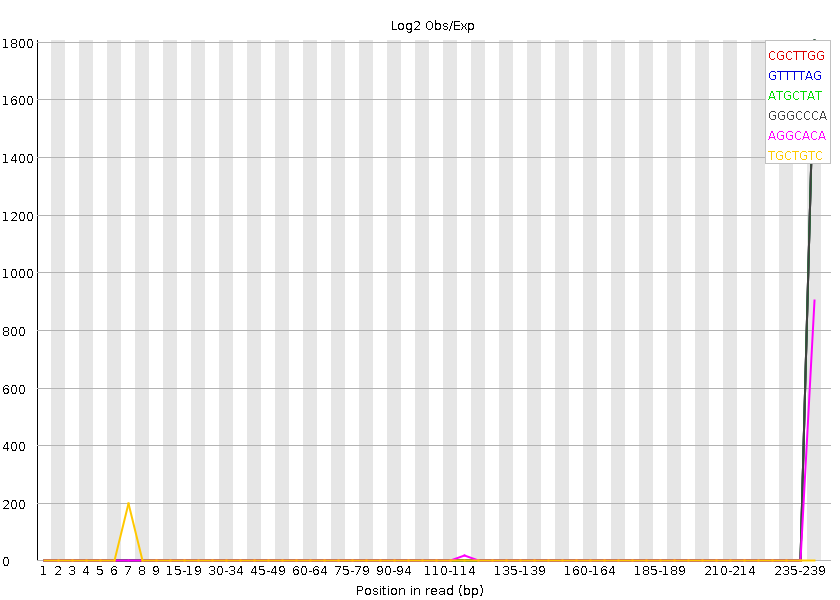 Log2 Obs/Exp
1800
1600
1400
1200
1000
800
600
400
200
0
CGCTTGG
GTTTTAG
ATGCTAT
GGGCCCA
AGGCACA
TGCTGTC
1 2 3 4 5 6 7 8 9 15-19 30-34 45-49 60-64 75-79 90-94 110-114 135-139 160-164 185-189 210-214 235-239
Position in read (bp)